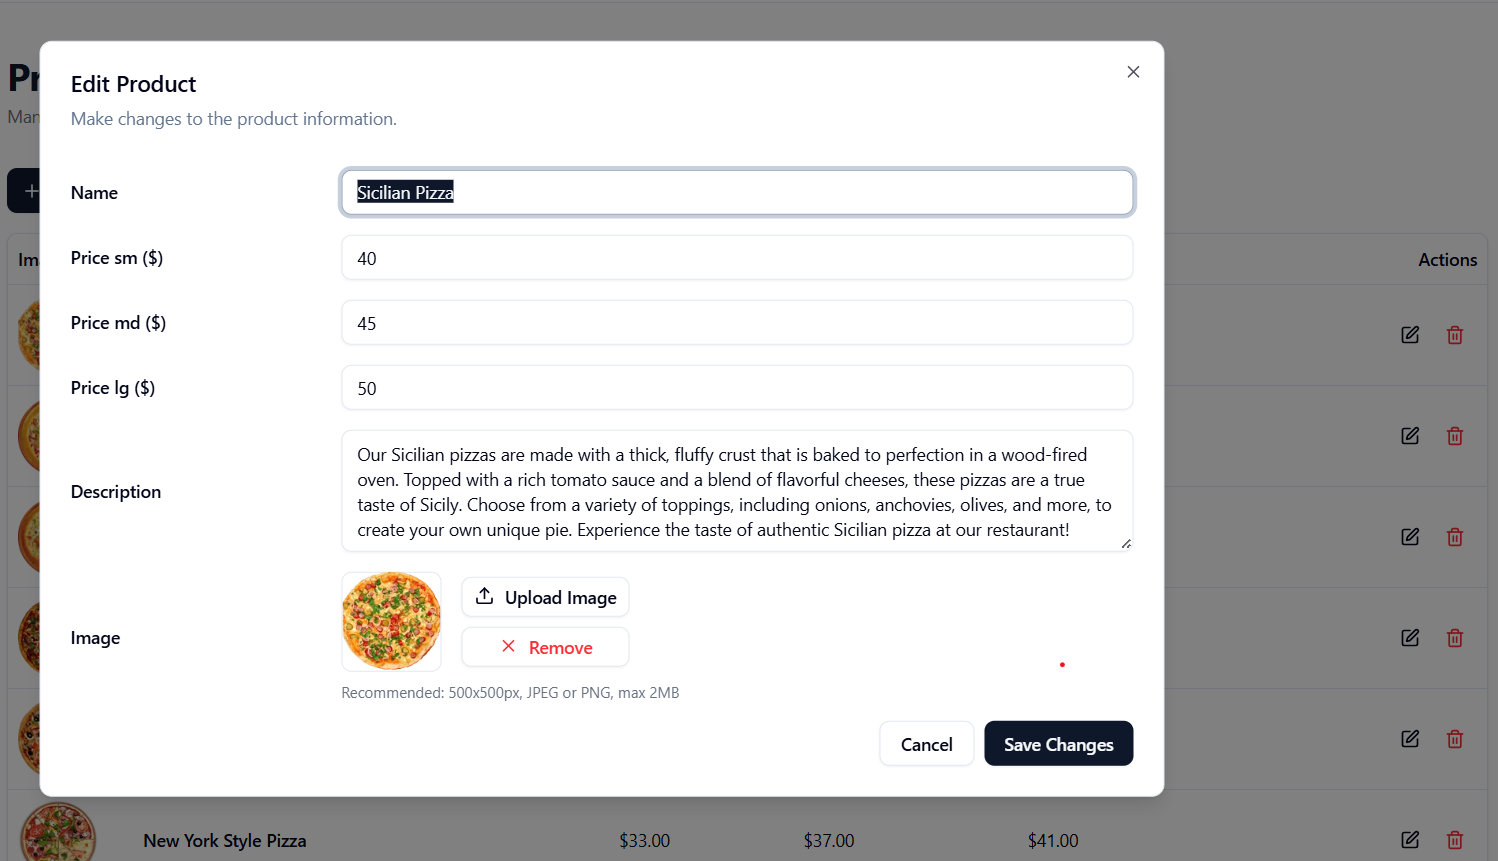 Edit Product
Make changes to the product information.
Name
Sicilian Pizza
Price sm ($)
40
Price md ($)
45
Price lg ($)
50
Description
Our Sicilian pizzas are made with a thick, fluffy crust that is baked to perfection in a wood-fired
oven. Topped with a rich tomato sauce and a blend of flavorful cheeses, these pizzas are a true
taste of Sicily. Choose from a variety of toppings, including onions, anchovies, olives, and more, to
create your own unique pie. Experience the taste of authentic Sicilian pizza at our restaurant!
Image
Upload Image
Remove
Recommended: 500x500px, JPEG or PNG, max 2MB
Cancel
Save Changes
Actions
New York Style Pizza
$33.00
$37.00
$41.00